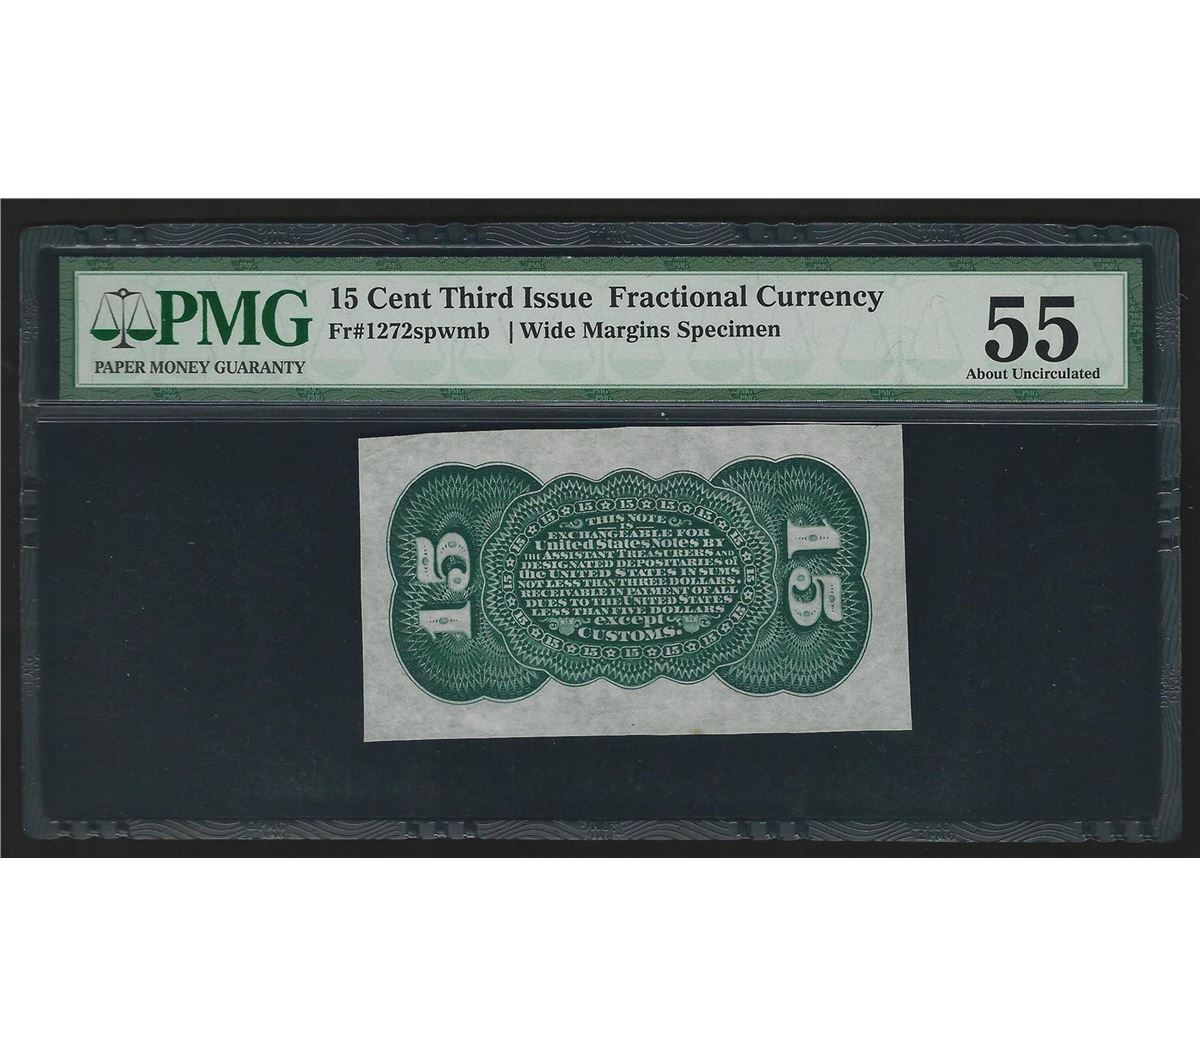 PMG
PAPER MONEY GUARANTY
15 Cent Third Issue Fractional Currency
Fr#1272spwmb | Wide Margins Specimen
55
About Uncirculated
15
THIS NOTE
IS
EXCHANGEABLE FOR
United States Notes BY
THE ASSISTANT TREASURERS AND
DESIGNATED DEPOSITARIES of
the UNITED STATES IN SUMS
NOT LESS THAN THREE DOLLARS.
RECEIVABLE IN PAYMENT OF ALL
DUES TO THE UNITED STATES
LESS THAN FIVE DOLLARS
except
CUSTOMS.
15